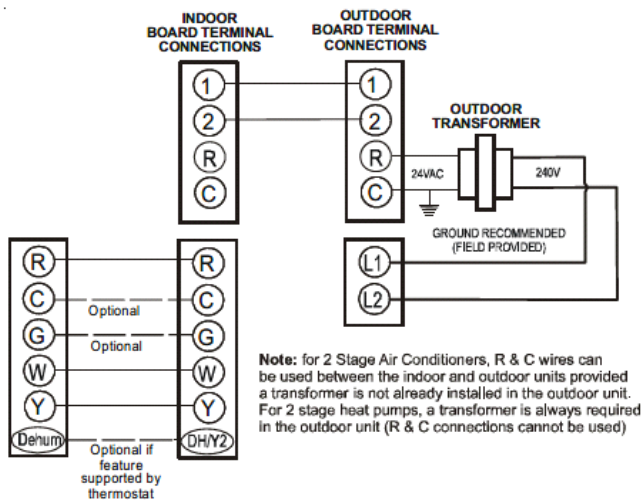 INDOOR
BOARD TERMINAL
CONNECTIONS
OUTDOOR
BOARD TERMINAL
CONNECTIONS
1
2
R
C
1
2
R
C
OUTDOOR
TRANSFORMER
24VAC
240V
GROUND RECOMMENDED
(FIELD PROVIDED)
L1
L2
R
C
G
W
Y
Dehum
Optional
Optional
Optional if
feature
supported by
thermostat
R
C
G
W
Y
DH/Y2
Note: for 2 Stage Air Conditioners, R & C wires can
be used between the indoor and outdoor units provided
a transformer is not already installed in the outdoor unit.
For 2 stage heat pumps, a transformer is always required
in the outdoor unit (R & C connections cannot be used)